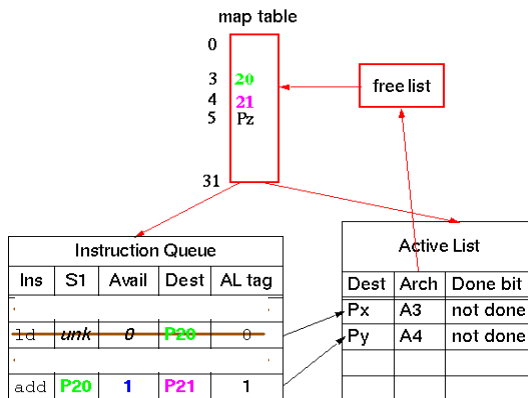 map table
0
3 20
4 21
5 Pz
31
free list
Instruction Queue
Ins S1 Avail Dest AL tag
ld unk 0 P20 0
add P20 1 P21 1
Active List
Dest Arch Done bit
Px A3 not done
Py A4 not done